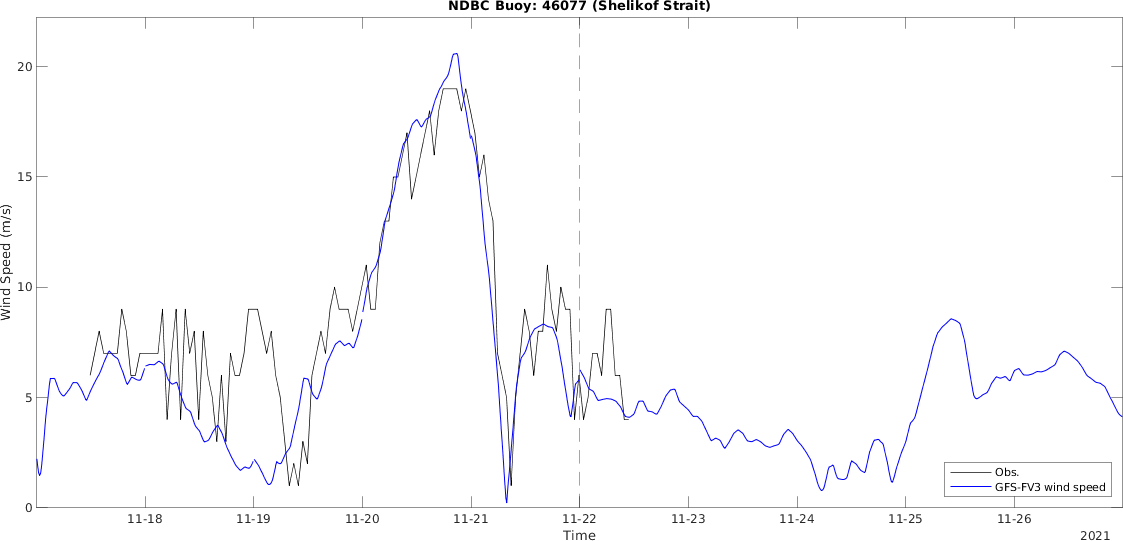 NDBC Buoy: 46077 (Shelikof Strait)
Wind Speed (m/s)
20
15
10
5
0
11-18 11-19 11-20 11-21 11-22 11-23 11-24 11-25 11-26
Time
2021
Obs.
GFS-FV3 wind speed